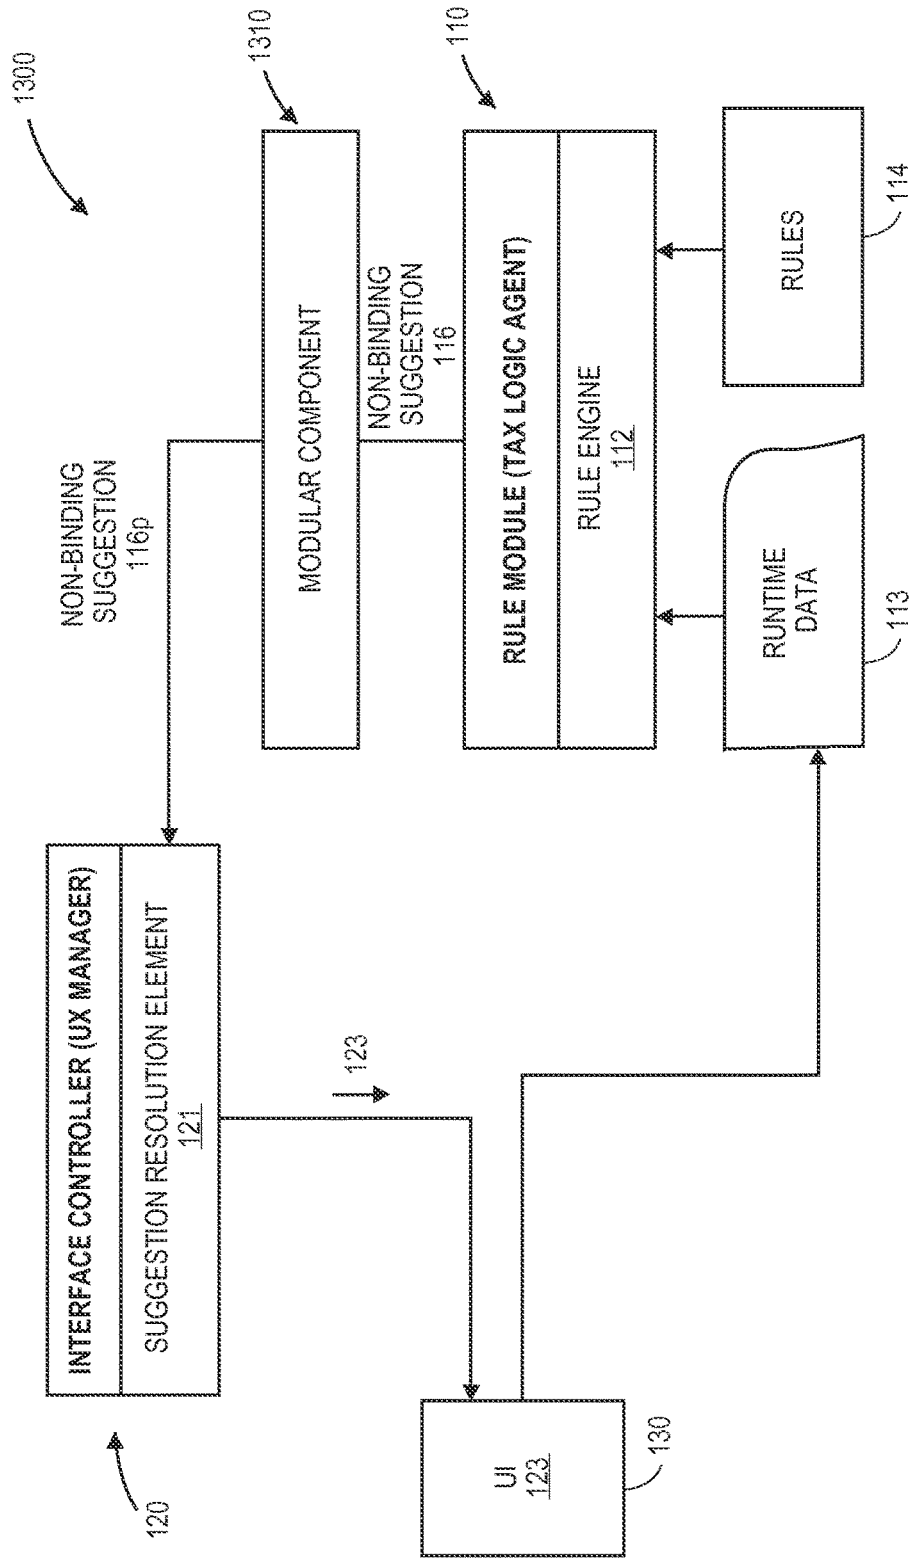 1300
INTERFACE CONTROLLER (UX MANAGER)
SUGGESTION RESOLUTION ELEMENT
121
120
NON-BINDING
SUGGESTION
116p
MODULAR COMPONENT
1310
NON-BINDING
SUGGESTION
116
123
RULE MODULE (TAX LOGIC AGENT)
RULE ENGINE
112
110
UI
123
130
RUNTIME
DATA
113
RULES
114